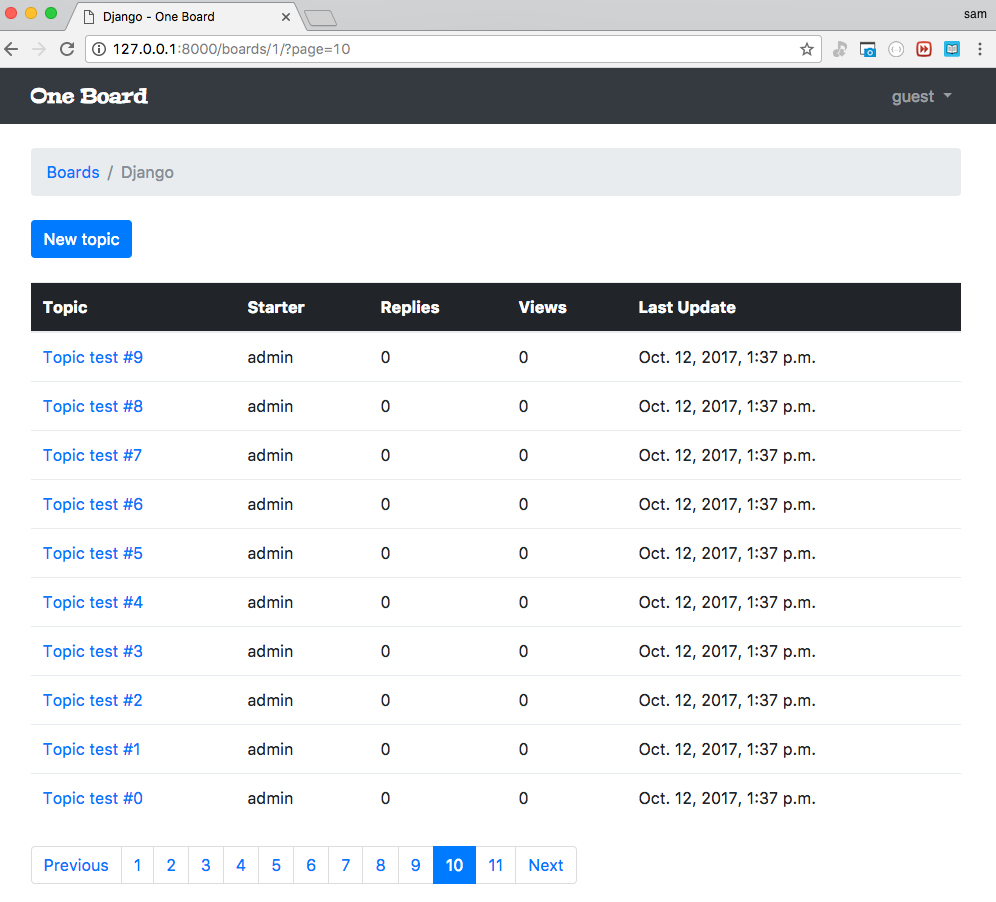 Django - One Board
sam
127.0.0.1:8000/boards/1/?page=10
One Board
guest
Boards / Django
New topic
Topic Starter Replies Views Last Update
Topic test #9 admin 0 0 Oct. 12, 2017, 1:37 p.m.
Topic test #8 admin 0 0 Oct. 12, 2017, 1:37 p.m.
Topic test #7 admin 0 0 Oct. 12, 2017, 1:37 p.m.
Topic test #6 admin 0 0 Oct. 12, 2017, 1:37 p.m.
Topic test #5 admin 0 0 Oct. 12, 2017, 1:37 p.m.
Topic test #4 admin 0 0 Oct. 12, 2017, 1:37 p.m.
Topic test #3 admin 0 0 Oct. 12, 2017, 1:37 p.m.
Topic test #2 admin 0 0 Oct. 12, 2017, 1:37 p.m.
Topic test #1 admin 0 0 Oct. 12, 2017, 1:37 p.m.
Topic test #0 admin 0 0 Oct. 12, 2017, 1:37 p.m.
Previous 1 2 3 4 5 6 7 8 9 10 11 Next